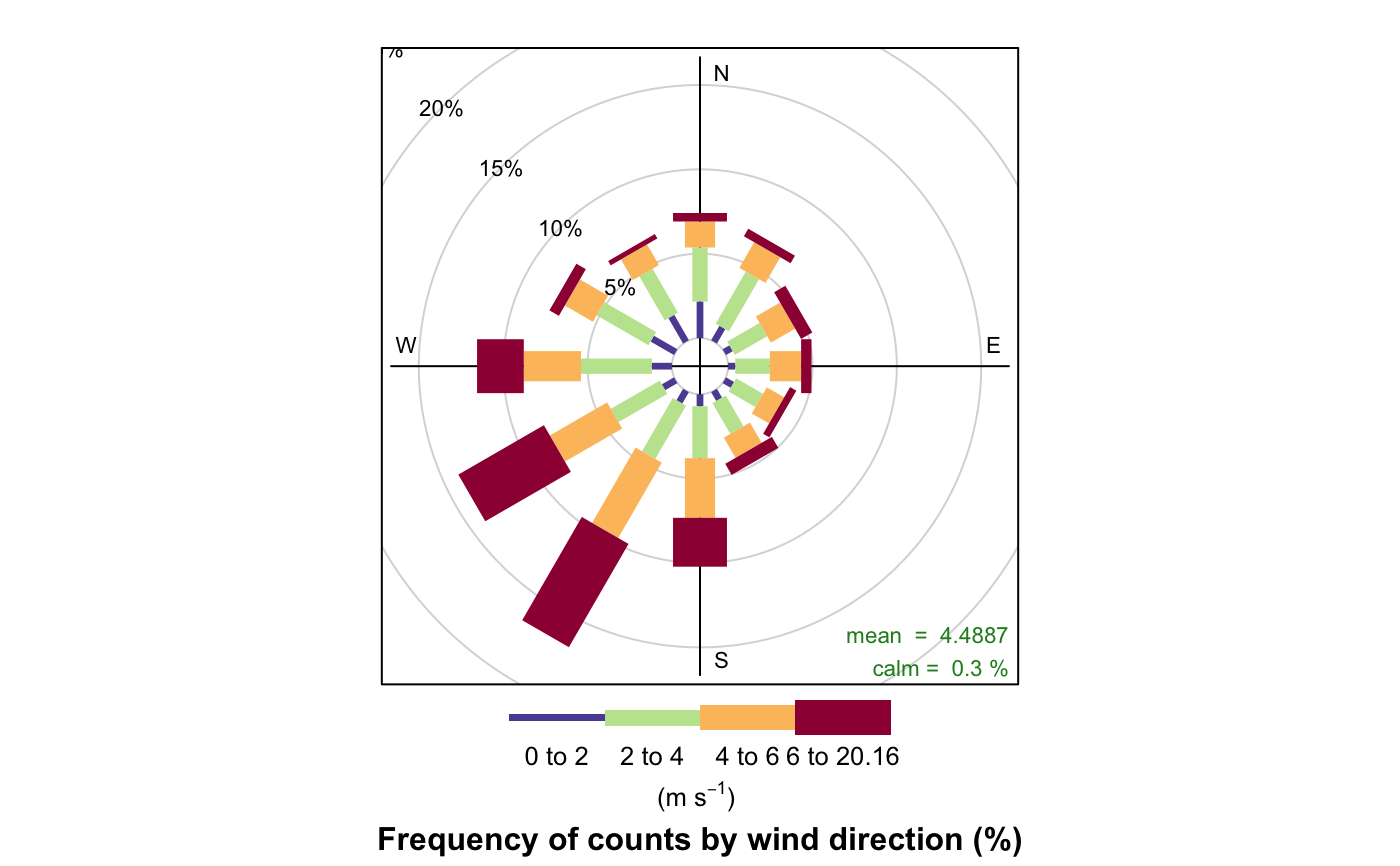 %
N
20%
15%
10%
5%
W
E
S
mean = 4.4887
calm = 0.3 %
0 to 2 2 to 4 4 to 6 6 to 20.16
(m s⁻¹)
Frequency of counts by wind direction (%)